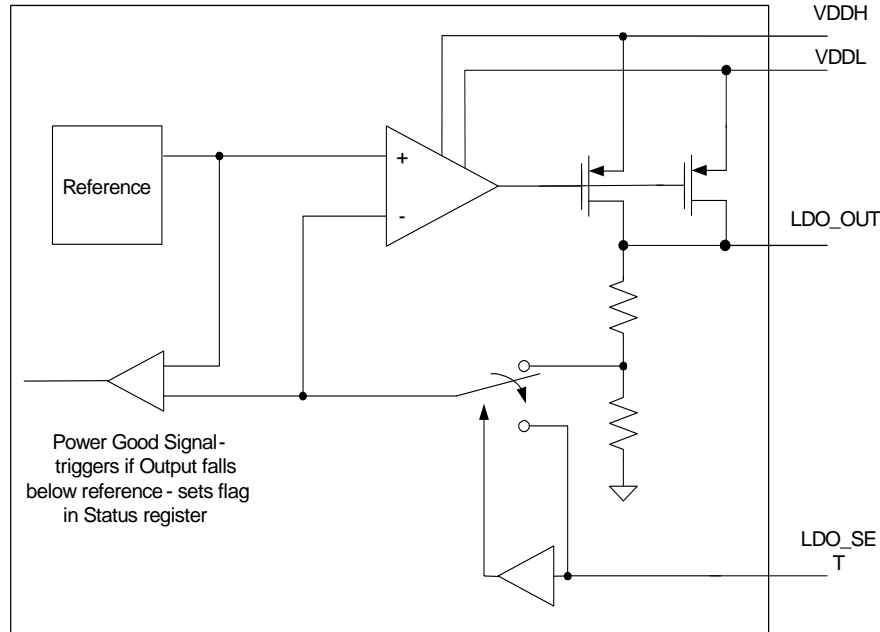 VDDH
VDDL
Reference
+
-
LDO_OUT
Power Good Signal-
triggers if Output falls
below reference - sets flag
in Status register
LDO_SE
T